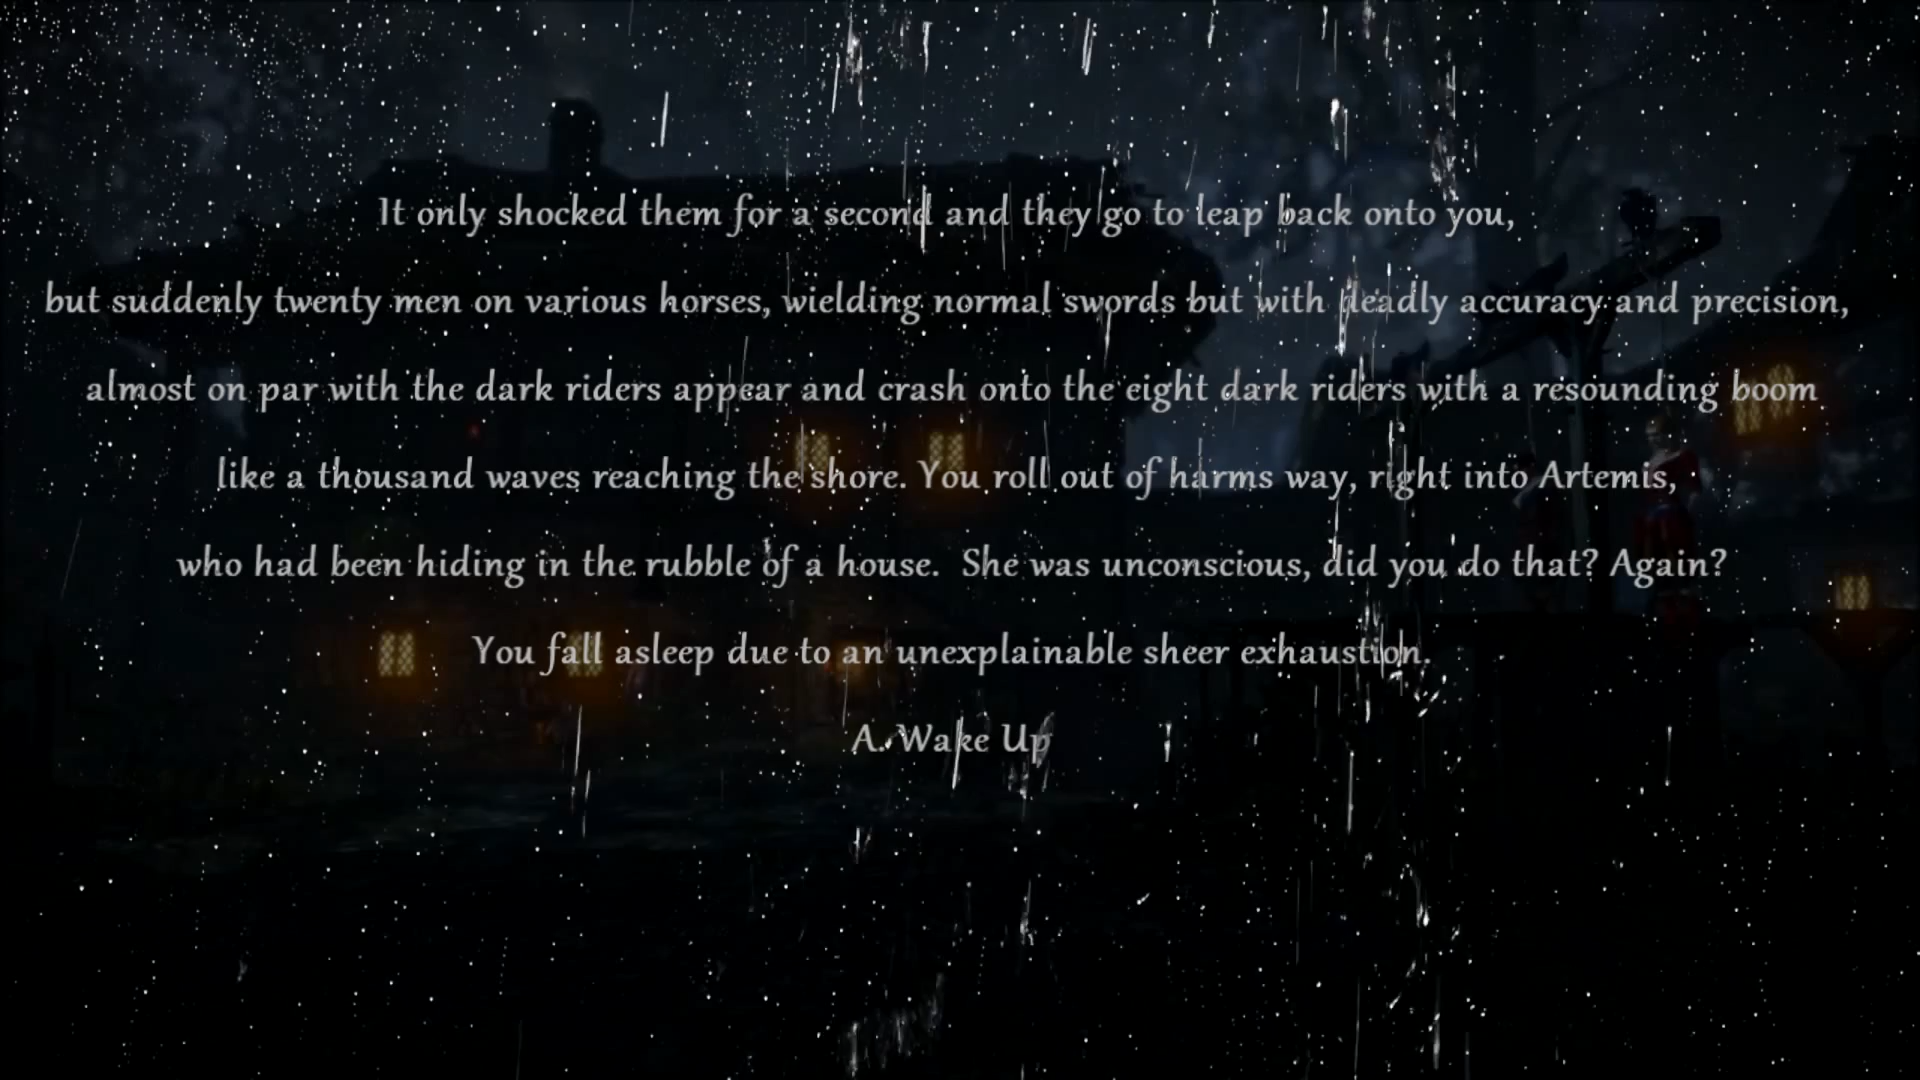 It only shocked them for a second and they go to leap back onto you,
but suddenly twenty men on various horses, wielding normal swords but with deadly accuracy and precision,
almost on par with the dark riders appear and crash onto the eight dark riders with a resounding boom
like a thousand waves reaching the shore. You roll out of harms way, right into Artemis,
who had been hiding in the rubble of a house.  She was unconscious, did you do that? Again?
You fall asleep due to an unexplainable sheer exhaustion.
A. Wake Up